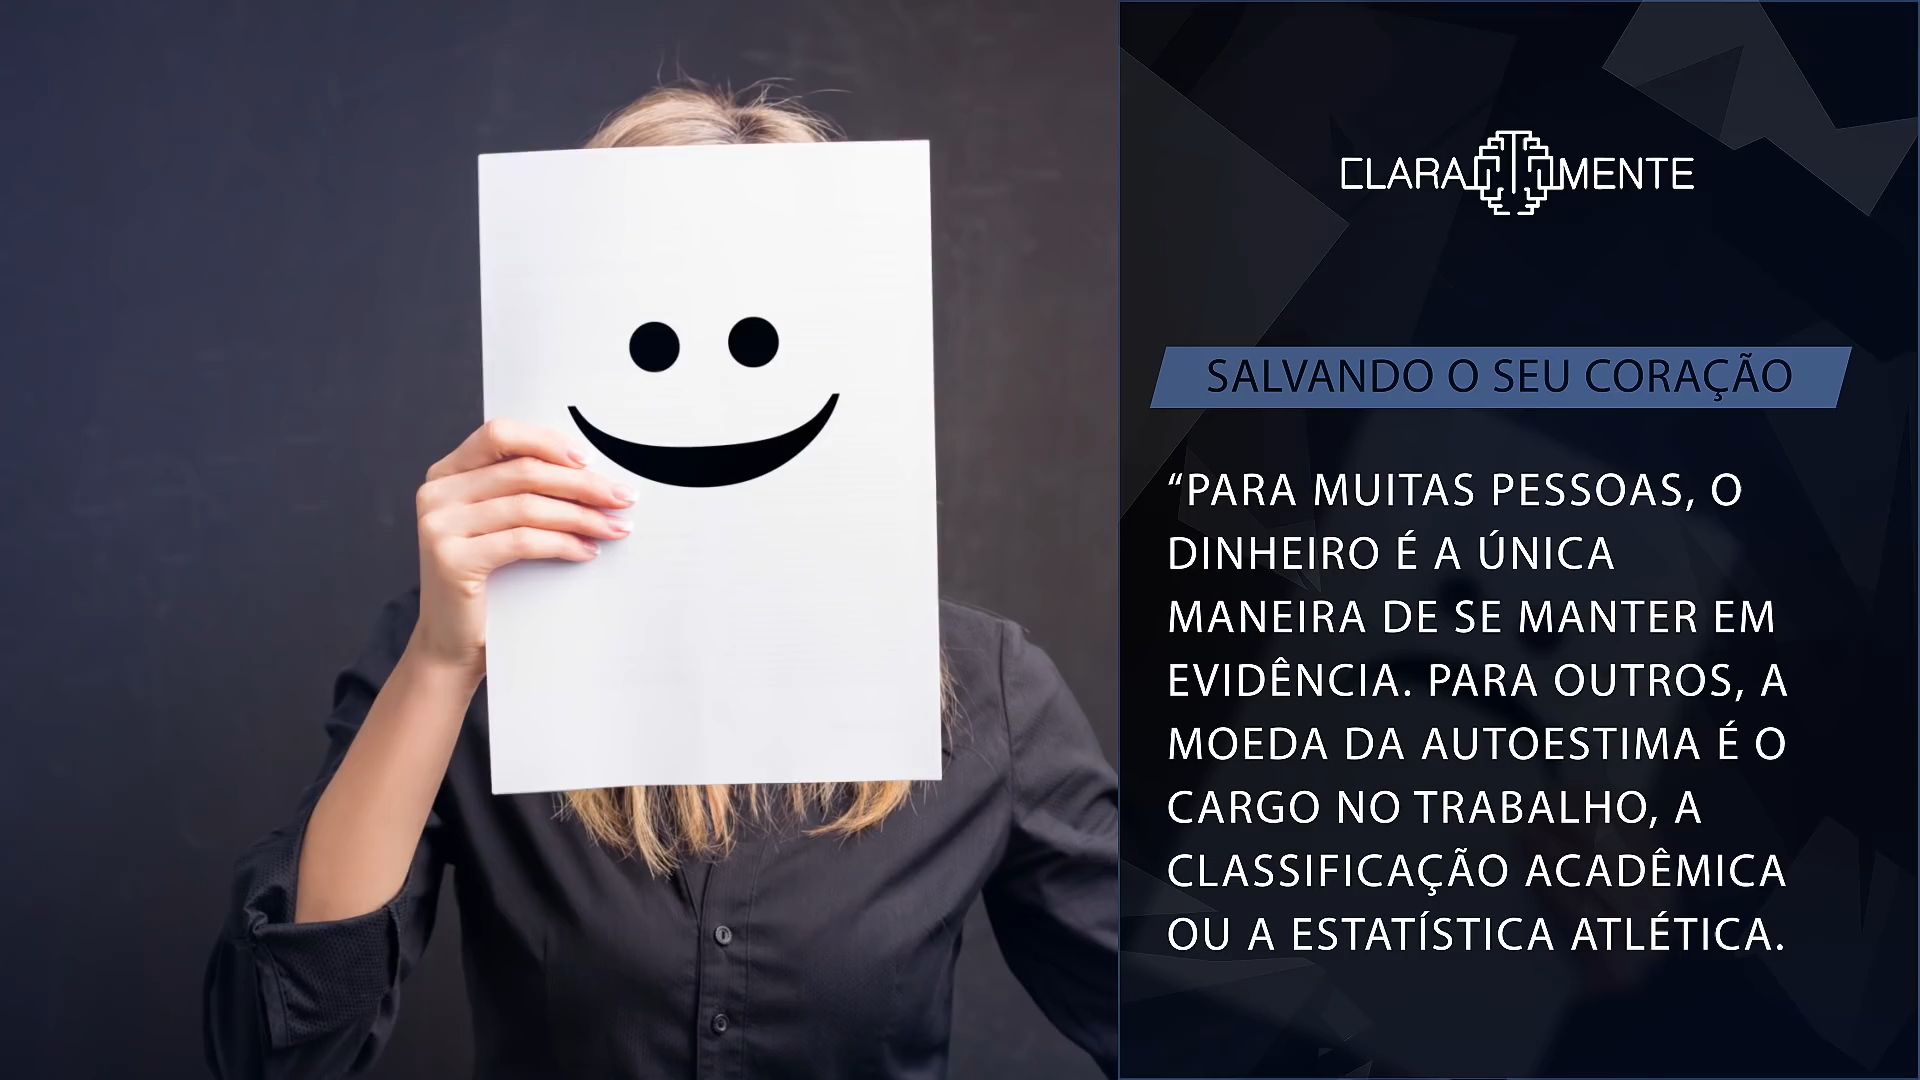 CLARAMENTE
SALVANDO O SEU CORAÇÃO
“PARA MUITAS PESSOAS, O
DINHEIRO É A ÚNICA
MANEIRA DE SE MANTER EM
EVIDÊNCIA. PARA OUTROS, A
MOEDA DA AUTOESTIMA É O
CARGO NO TRABALHO, A
CLASSIFICAÇÃO ACADÊMICA
OU A ESTATÍSTICA ATLÉTICA.